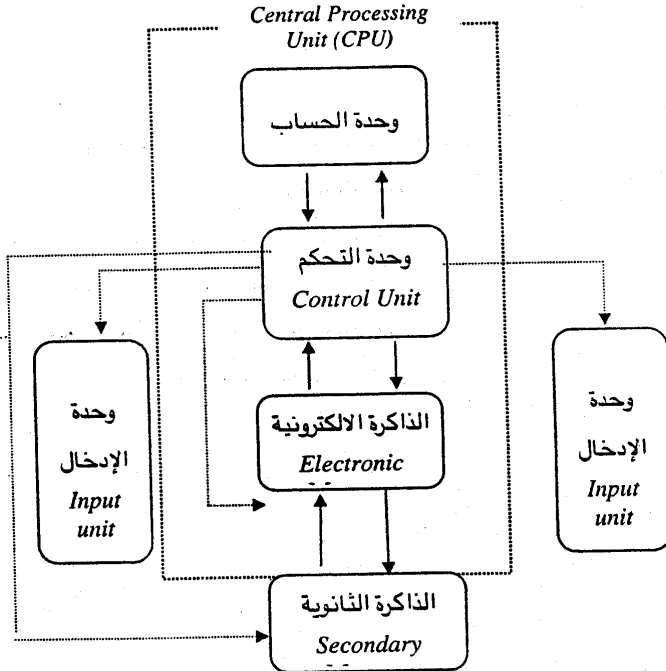 Central Processing
Unit (CPU)
وحدة الحساب
وحدة التحكم
Control Unit
وحدة
الإدخال
Input
unit
الذاكرة الالكترونية
Electronic
وحدة
الإدخال
Input
unit
الذاكرة الثانوية
Secondary